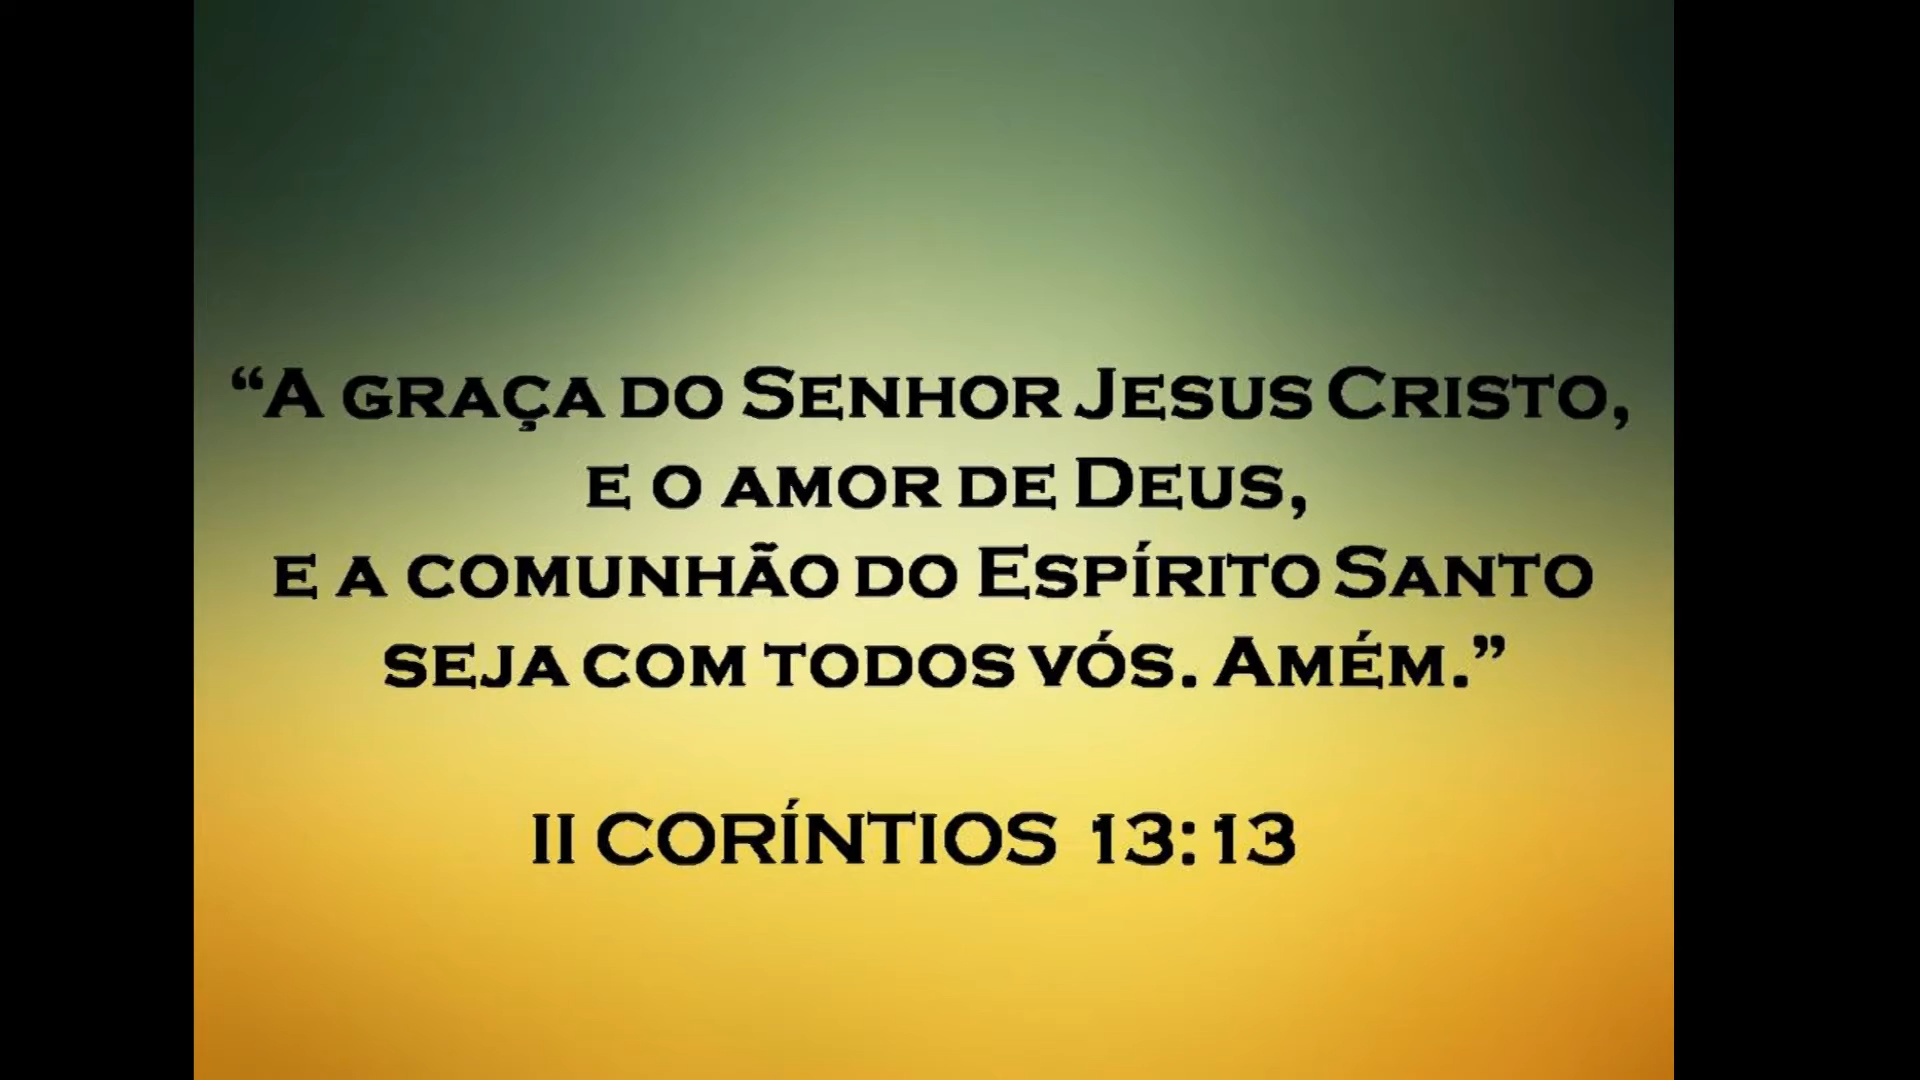 “A graça do Senhor Jesus Cristo,
e o amor de Deus,
e a comunhão do Espírito Santo
seja com todos vós. Amém.”
II CORÍNTIOS 13:13